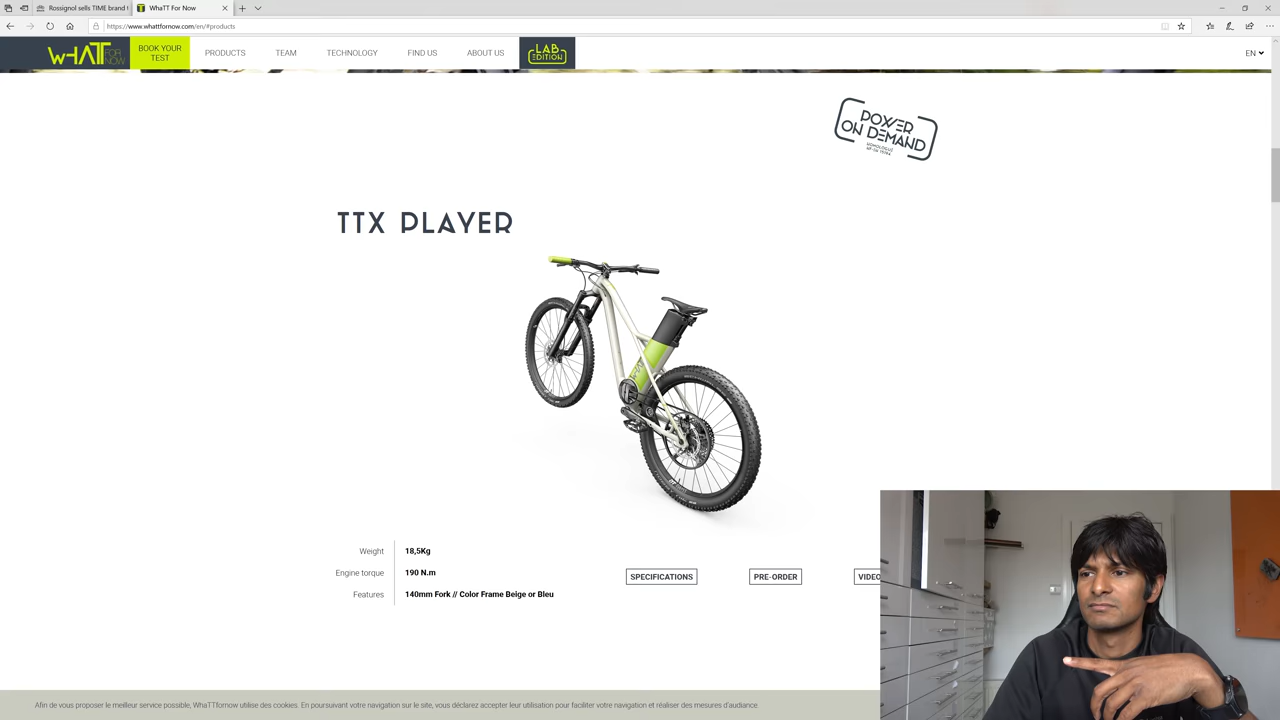 Rossignol sells TIME brand t
WhaTT For Now
https://www.whattfornow.com/en/#products
wHATT FOR NOW
BOOK YOUR
TEST
PRODUCTS
TEAM
TECHNOLOGY
FIND US
ABOUT US
LAB
EDITION
EN
POWER
ON DEMAND
TTX PLAYER
Weight 18,5Kg
Engine torque 190 N.m
Features 140mm Fork // Color Frame Beige or Bleu
SPECIFICATIONS
PRE-ORDER
VIDEO
Afin de vous proposer le meilleur service possible, WhaTTfornow utilise des cookies. En poursuivant votre navigation sur le site, vous déclarez accepter leur utilisation pour faciliter votre navigation et réaliser des mesures d'audiance.